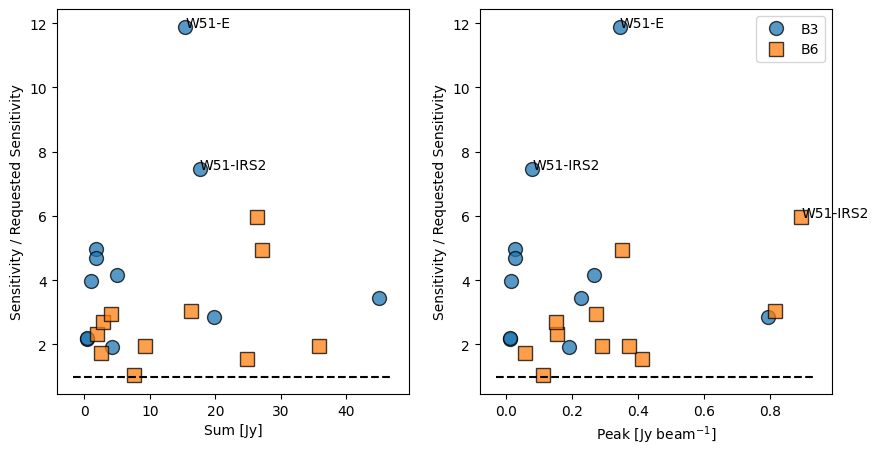 Sensitivity / Requested Sensitivity
12
10
8
6
4
2
W51-E
W51-IRS2
0
10
20
30
40
Sum [Jy]
Sensitivity / Requested Sensitivity
12
10
8
6
4
2
W51-E
W51-IRS2
W51-IRS2
B3
B6
0.0
0.2
0.4
0.6
0.8
Peak [Jy beam⁻¹]